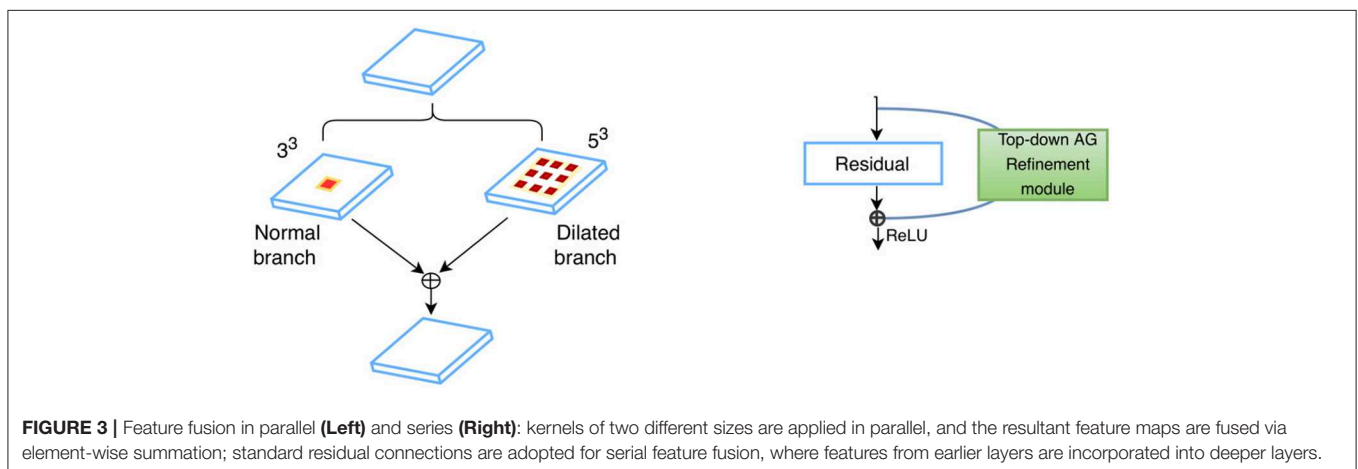 3³
5³
Normal
branch
Dilated
branch
Residual
Top-down AG
Refinement
module
ReLU
FIGURE 3 | Feature fusion in parallel (Left) and series (Right): kernels of two different sizes are applied in parallel, and the resultant feature maps are fused via
element-wise summation; standard residual connections are adopted for serial feature fusion, where features from earlier layers are incorporated into deeper layers.